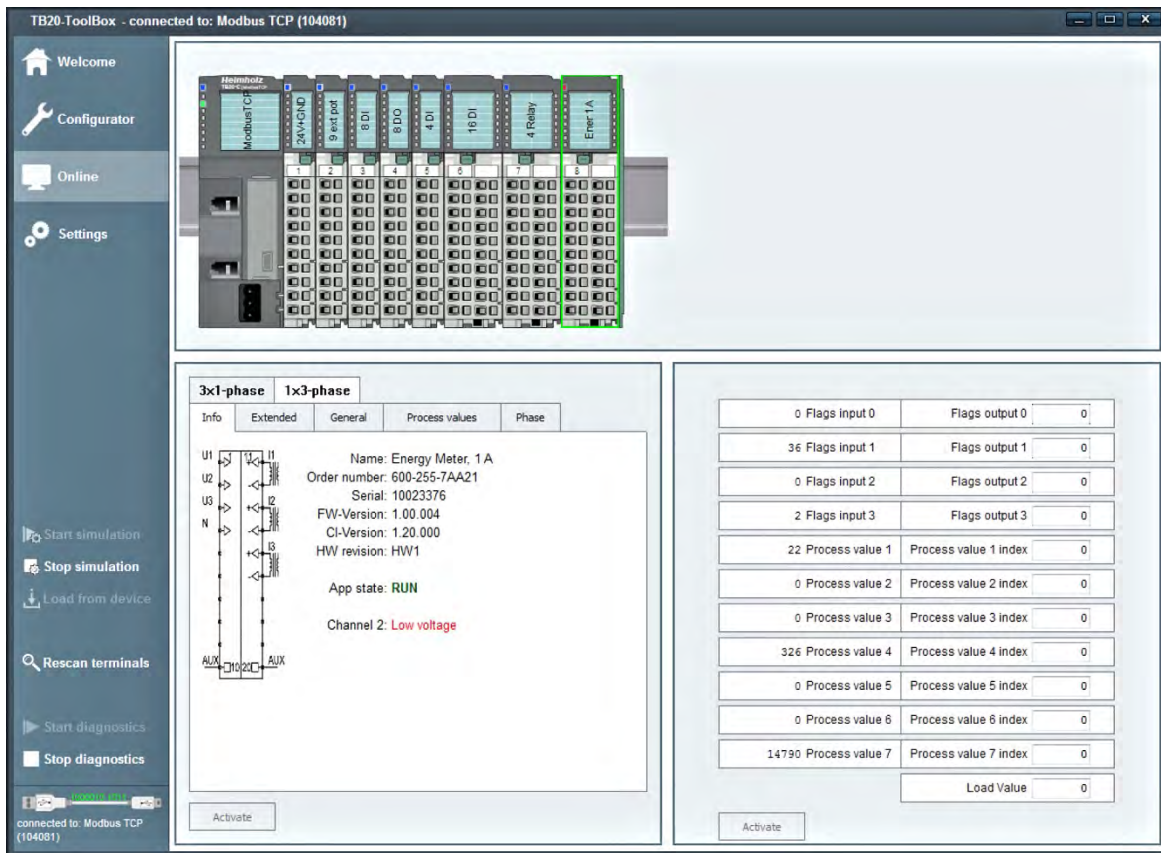 TB20-ToolBox - connected to: Modbus TCP (104081)
Welcome
Configurator
Online
Settings
Start simulation
Stop simulation
Load from device
Rescan terminals
Start diagnostics
Stop diagnostics
connected to: Modbus TCP
(104081)
Helmholz
ModbusTCP
24V+GND
9 ext pot
8 DI
8 DO
4 DI
16 DI
4 Relay
Ener 1A
1 2 3 4 5 6 7 8
3x1-phase 1x3-phase
Info Extended General Process values Phase
U1 1 11 I1
U2
U3 I2
N
I3
AUX 10 20 AUX
Name: Energy Meter, 1 A
Order number: 600-255-7AA21
Serial: 10023376
FW-Version: 1.00.004
CI-Version: 1.20.000
HW revision: HW1
App state: RUN
Channel 2: Low voltage
Activate
0 Flags input 0 Flags output 0 0
36 Flags input 1 Flags output 1 0
0 Flags input 2 Flags output 2 0
2 Flags input 3 Flags output 3 0
22 Process value 1 Process value 1 index 0
0 Process value 2 Process value 2 index 0
0 Process value 3 Process value 3 index 0
326 Process value 4 Process value 4 index 0
0 Process value 5 Process value 5 index 0
0 Process value 6 Process value 6 index 0
14790 Process value 7 Process value 7 index 0
Load Value 0
Activate